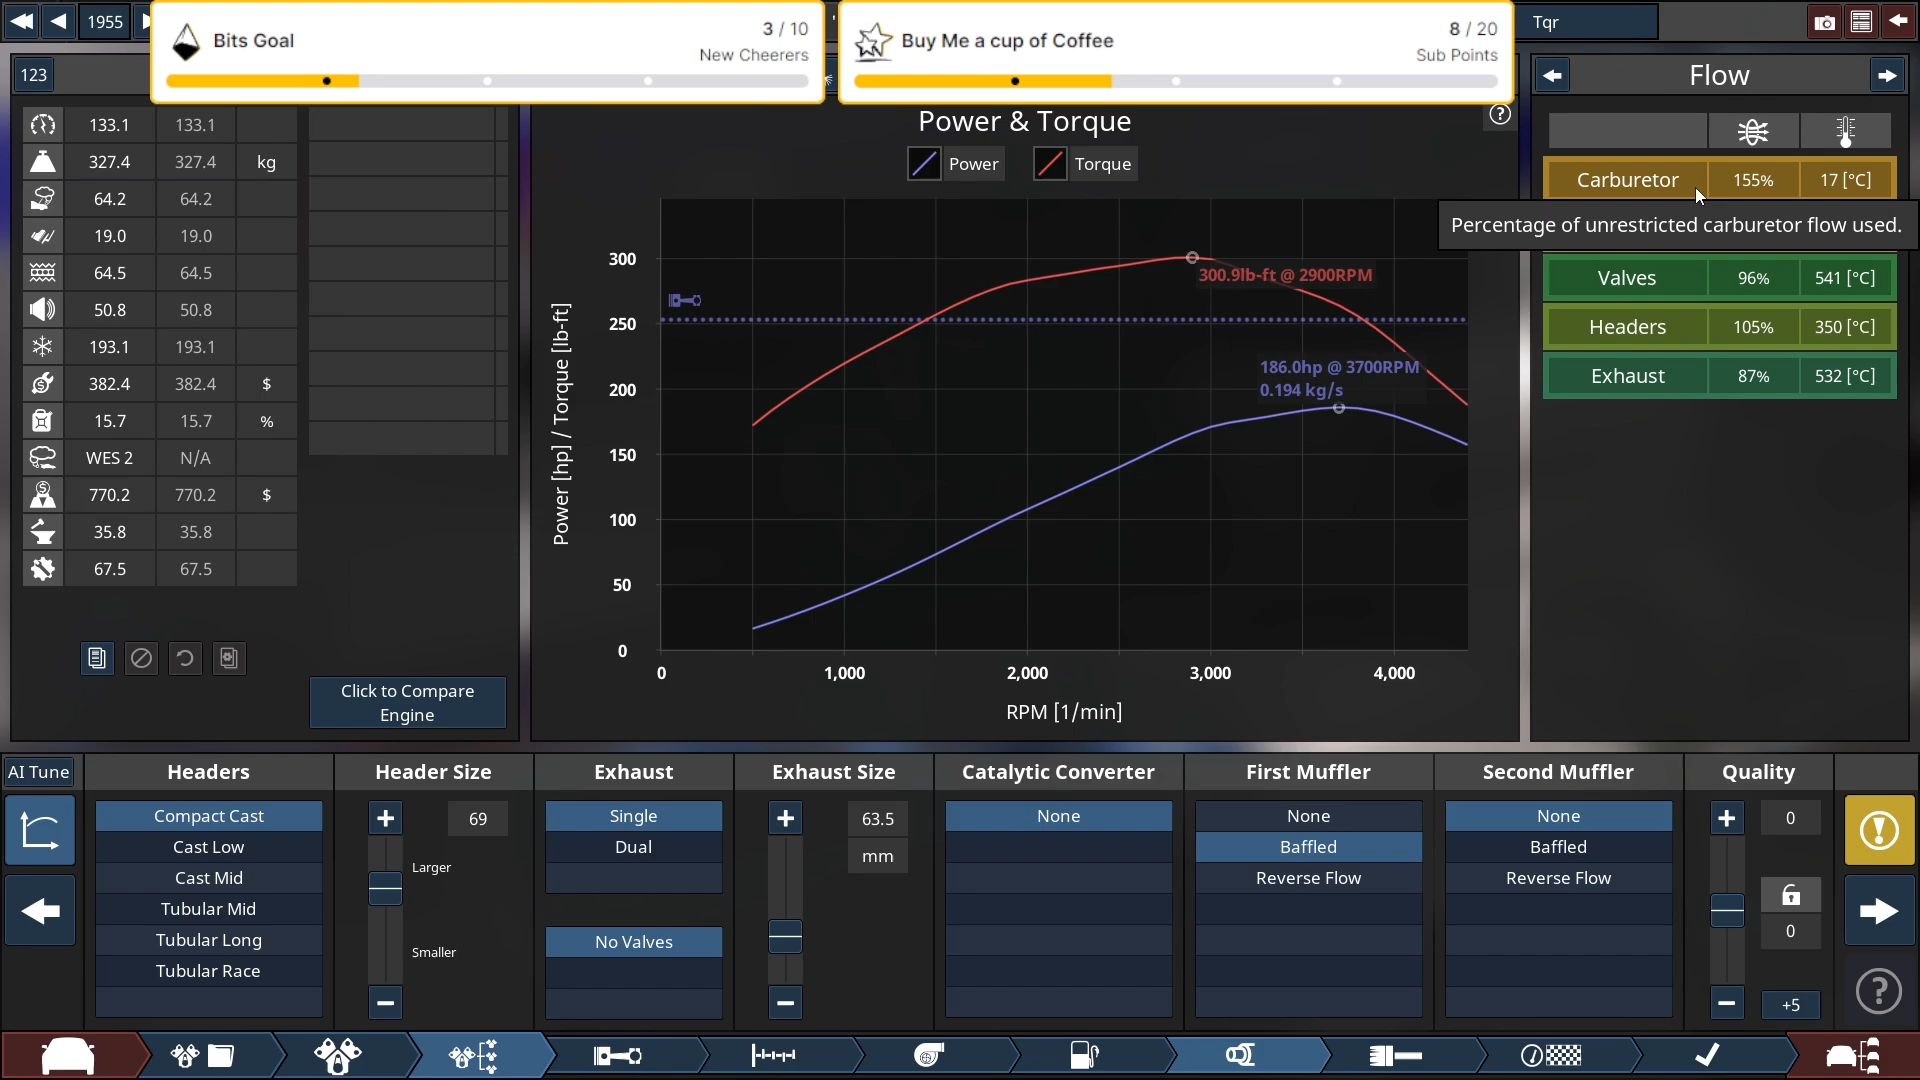 1955
Bits Goal
3 / 10
New Cheerers
Buy Me a cup of Coffee
8 / 20
Sub Points
Tqr
123
133.1 133.1
327.4 327.4 kg
64.2 64.2
19.0 19.0
64.5 64.5
50.8 50.8
193.1 193.1
382.4 382.4 $
15.7 15.7 %
WES 2 N/A
770.2 770.2 $
35.8 35.8
67.5 67.5
Click to Compare
Engine
Power & Torque
Power
Torque
?
Power [hp] / Torque [lb-ft]
300
250
200
150
100
50
0
300.9lb-ft @ 2900RPM
186.0hp @ 3700RPM
0.194 kg/s
0 1,000 2,000 3,000 4,000
RPM [1/min]
Flow
Carburetor 155% 17 [°C]
Percentage of unrestricted carburetor flow used.
Valves 96% 541 [°C]
Headers 105% 350 [°C]
Exhaust 87% 532 [°C]
AI Tune
Headers
Compact Cast
Cast Low
Cast Mid
Tubular Mid
Tubular Long
Tubular Race
Header Size
69
Larger
Smaller
Exhaust
Single
Dual
No Valves
Exhaust Size
63.5
mm
Catalytic Converter
None
First Muffler
None
Baffled
Reverse Flow
Second Muffler
None
Baffled
Reverse Flow
Quality
0
0
+5
?